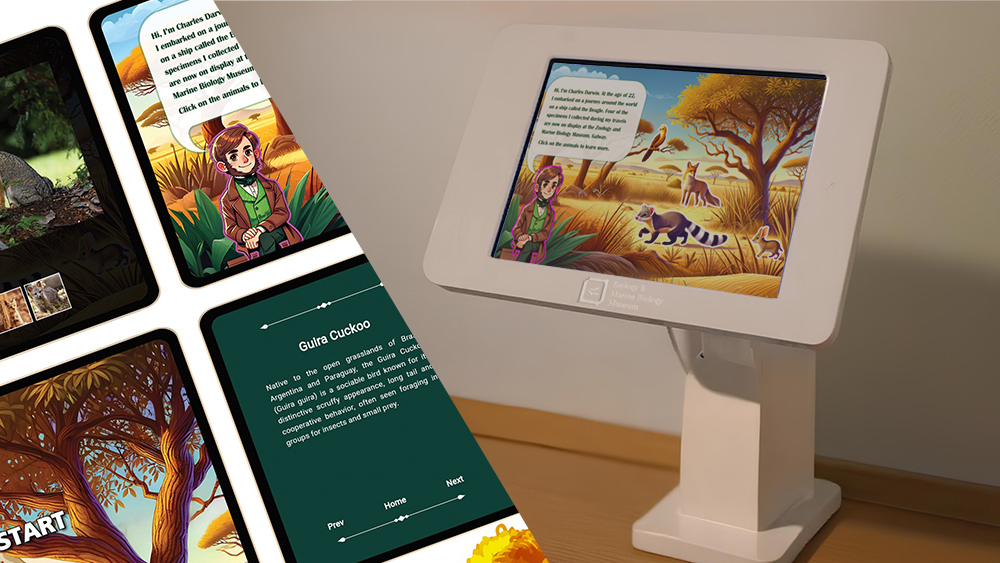 Hi, I'm Charles Darw
I embarked on a jou
on a ship called the
specimens I collected
are now on display at
Marine Biology Museum
Click on the animals to
START
Guira Cuckoo
Native to the open grasslands of Bra
Argentina and Paraguay, the Guira Cucko
(Guira guira) is a sociable bird known for it
distinctive scruffy appearance, long tail and
cooperative behavior, often seen foraging in
groups for insects and small prey.
Prev
Home
Next
Hi, I'm Charles Darwin. At the age of 22,
I embarked on a journey around the world
on a ship called the Beagle. Four of the
specimens I collected during my travels
are now on display at the Zoology and
Marine Biology Museum, Galway.
Click on the animals to learn more.
Zoology &
Marine Biology
Museum